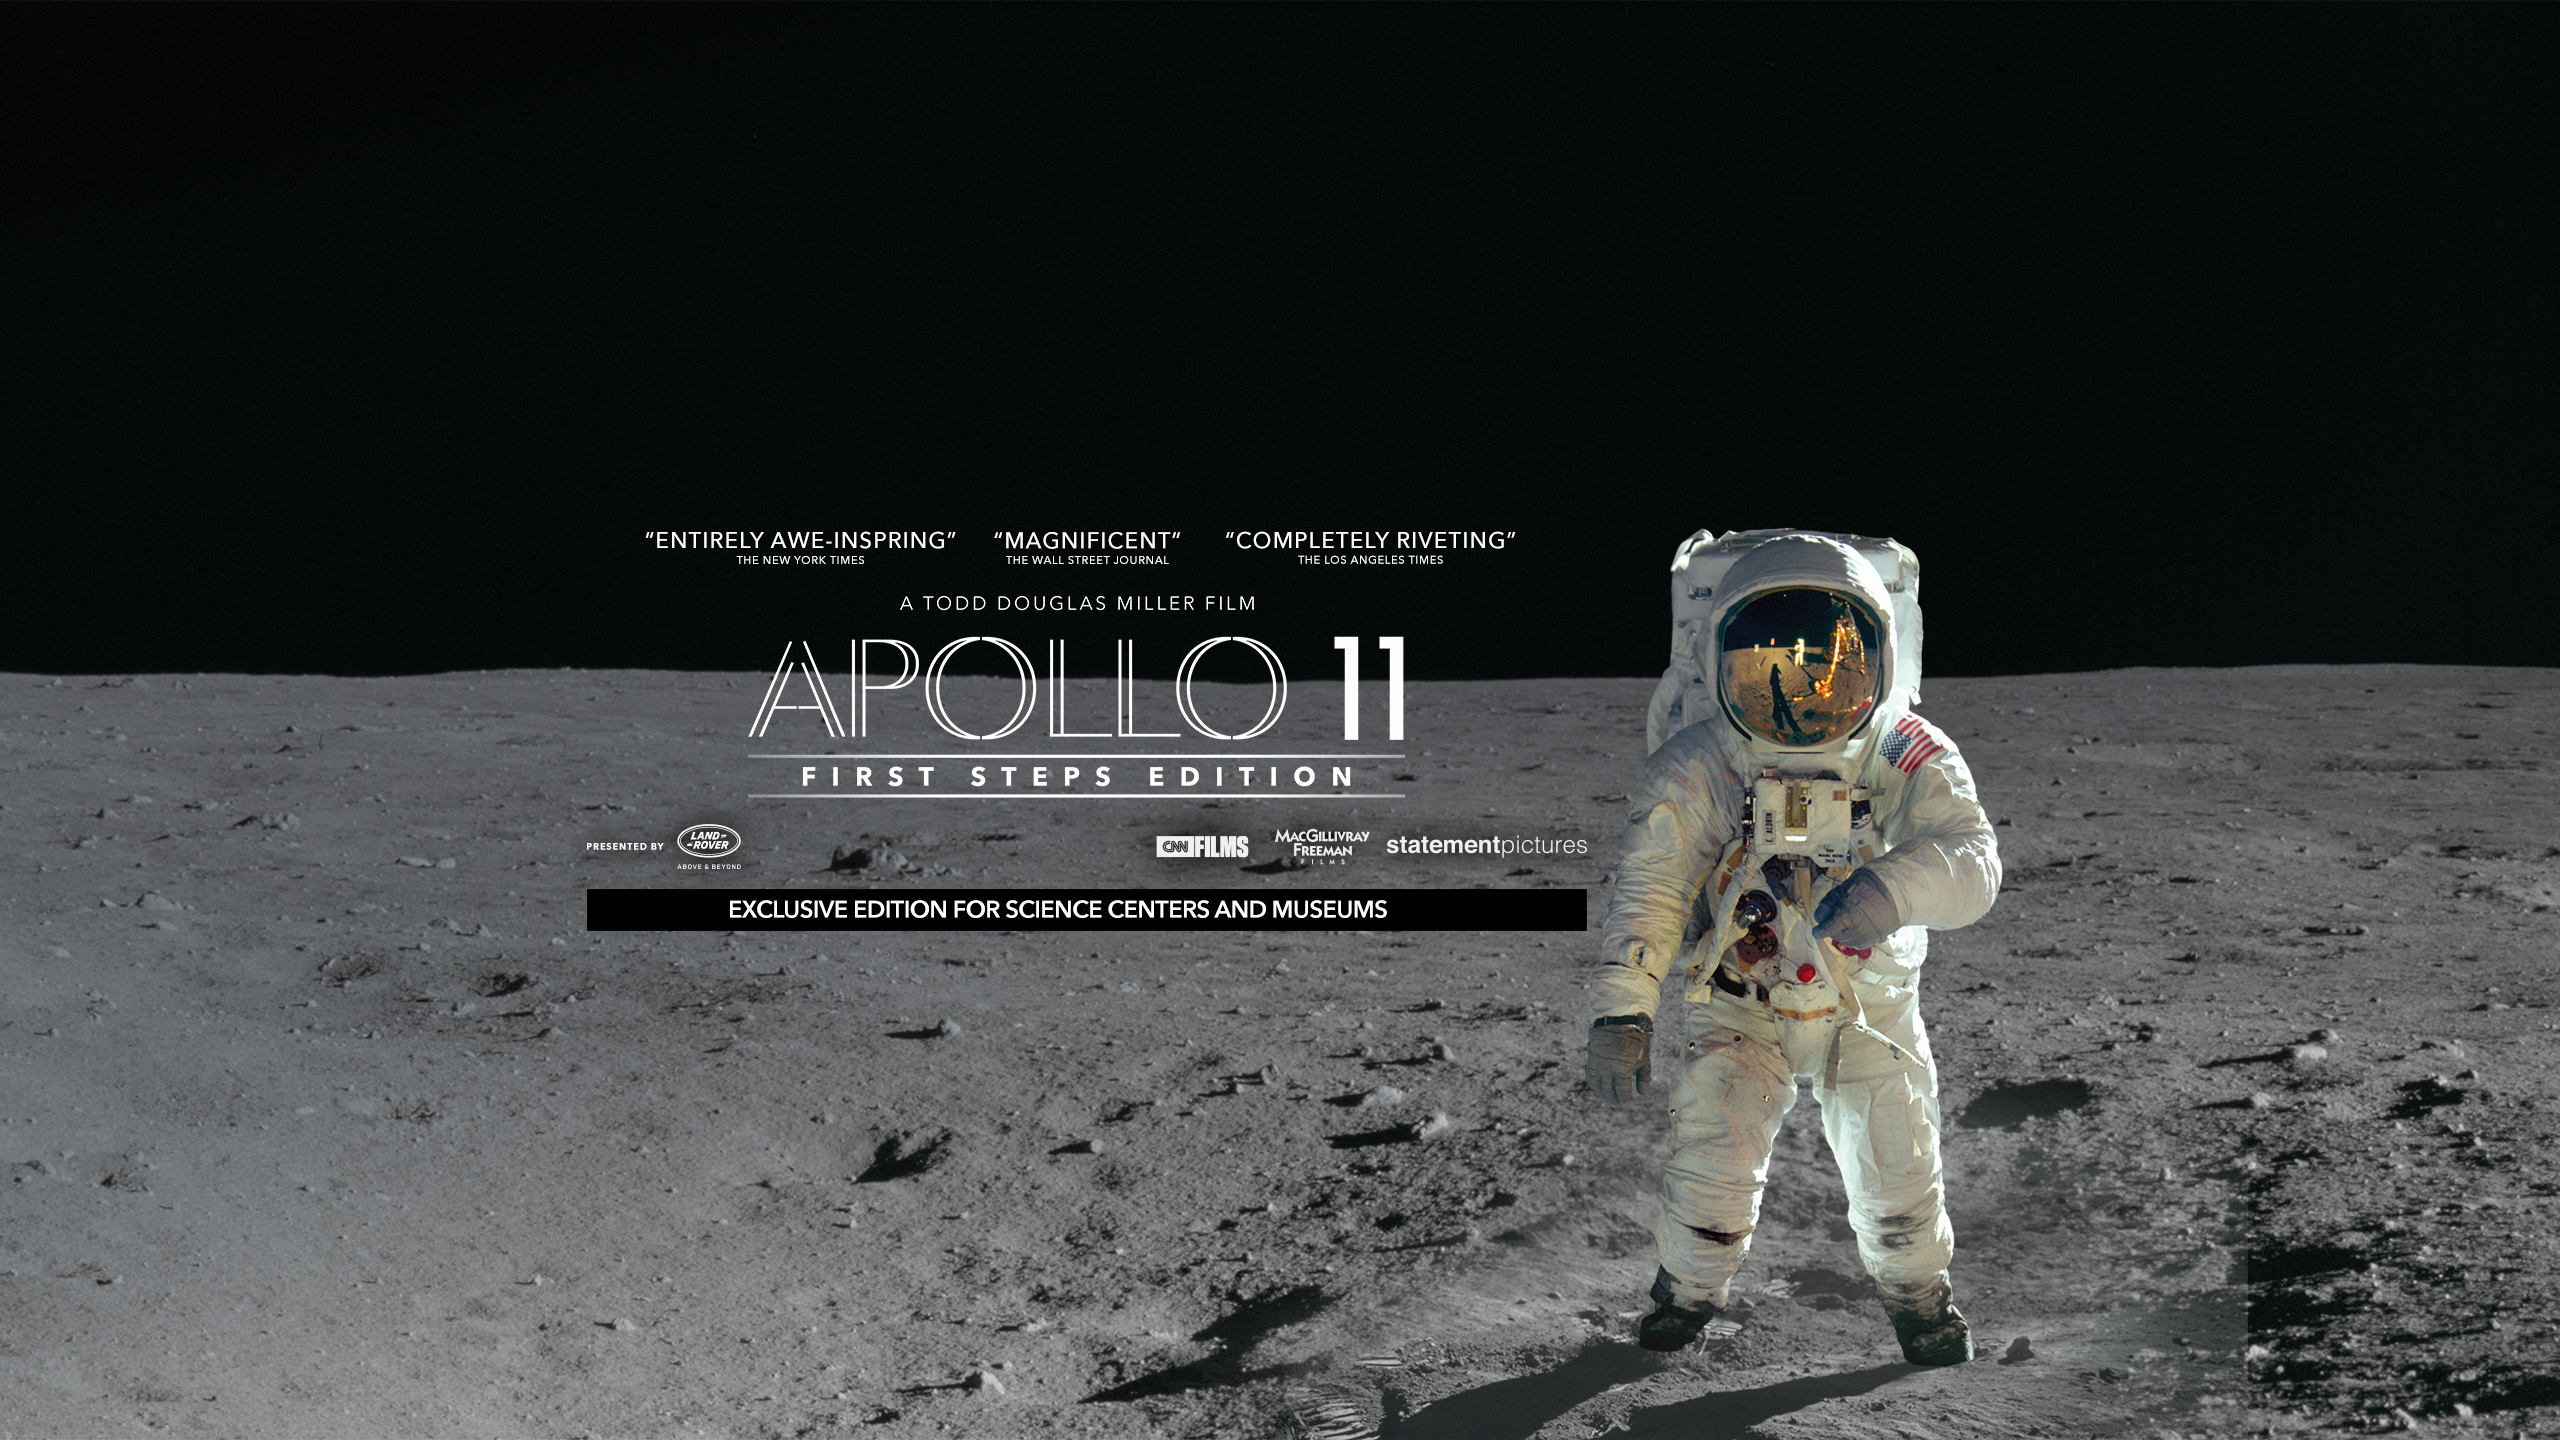 “ENTIRELY AWE-INSPRING”
THE NEW YORK TIMES
“MAGNIFICENT“
THE WALL STREET JOURNAL
“COMPLETELY RIVETING”
THE LOS ANGELES TIMES
A TODD DOUGLAS MILLER FILM
APOLLO 11
FIRST STEPS EDITION
PRESENTED BY
LAND-
-ROVER
ABOVE & BEYOND
CNN FILMS
MACGILLIVRAY
FREEMAN
FILMS
statementpictures
EXCLUSIVE EDITION FOR SCIENCE CENTERS AND MUSEUMS
E. ALDRIN